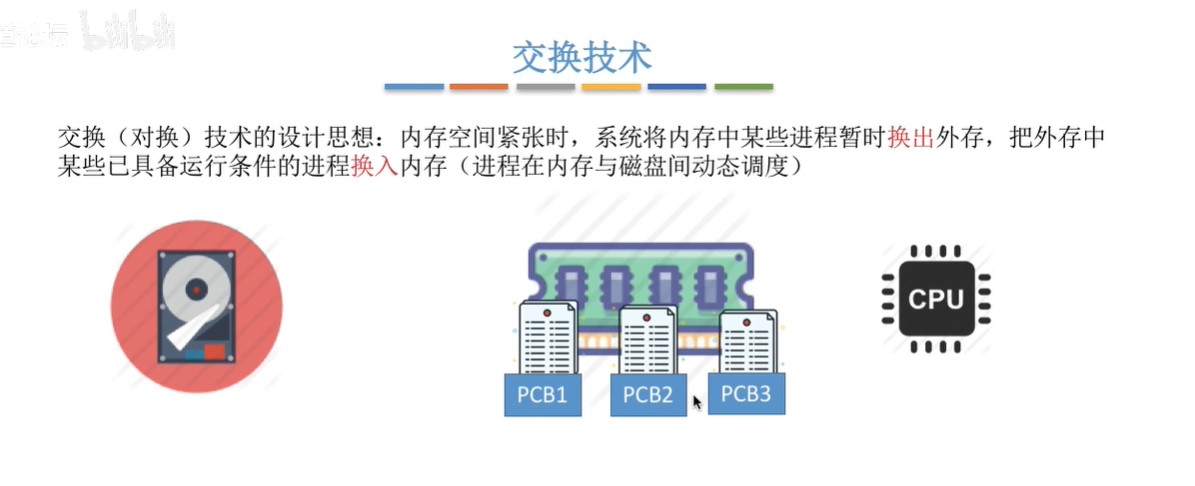 bilibili
交换技术
交换（对换）技术的设计思想：内存空间紧张时，系统将内存中某些进程暂时换出外存，把外存中
某些已具备运行条件的进程换入内存（进程在内存与磁盘间动态调度）
CPU
PCB1 PCB2 PCB3